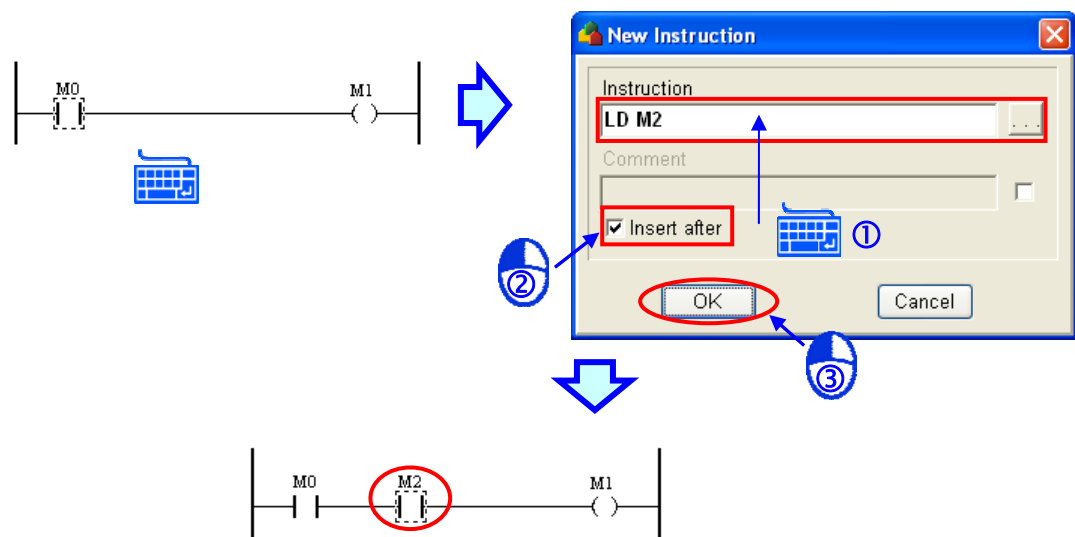 M0
M1
New Instruction
Instruction
LD M2
...
Comment
Insert after
①
②
OK
Cancel
③
M0
M2
M1